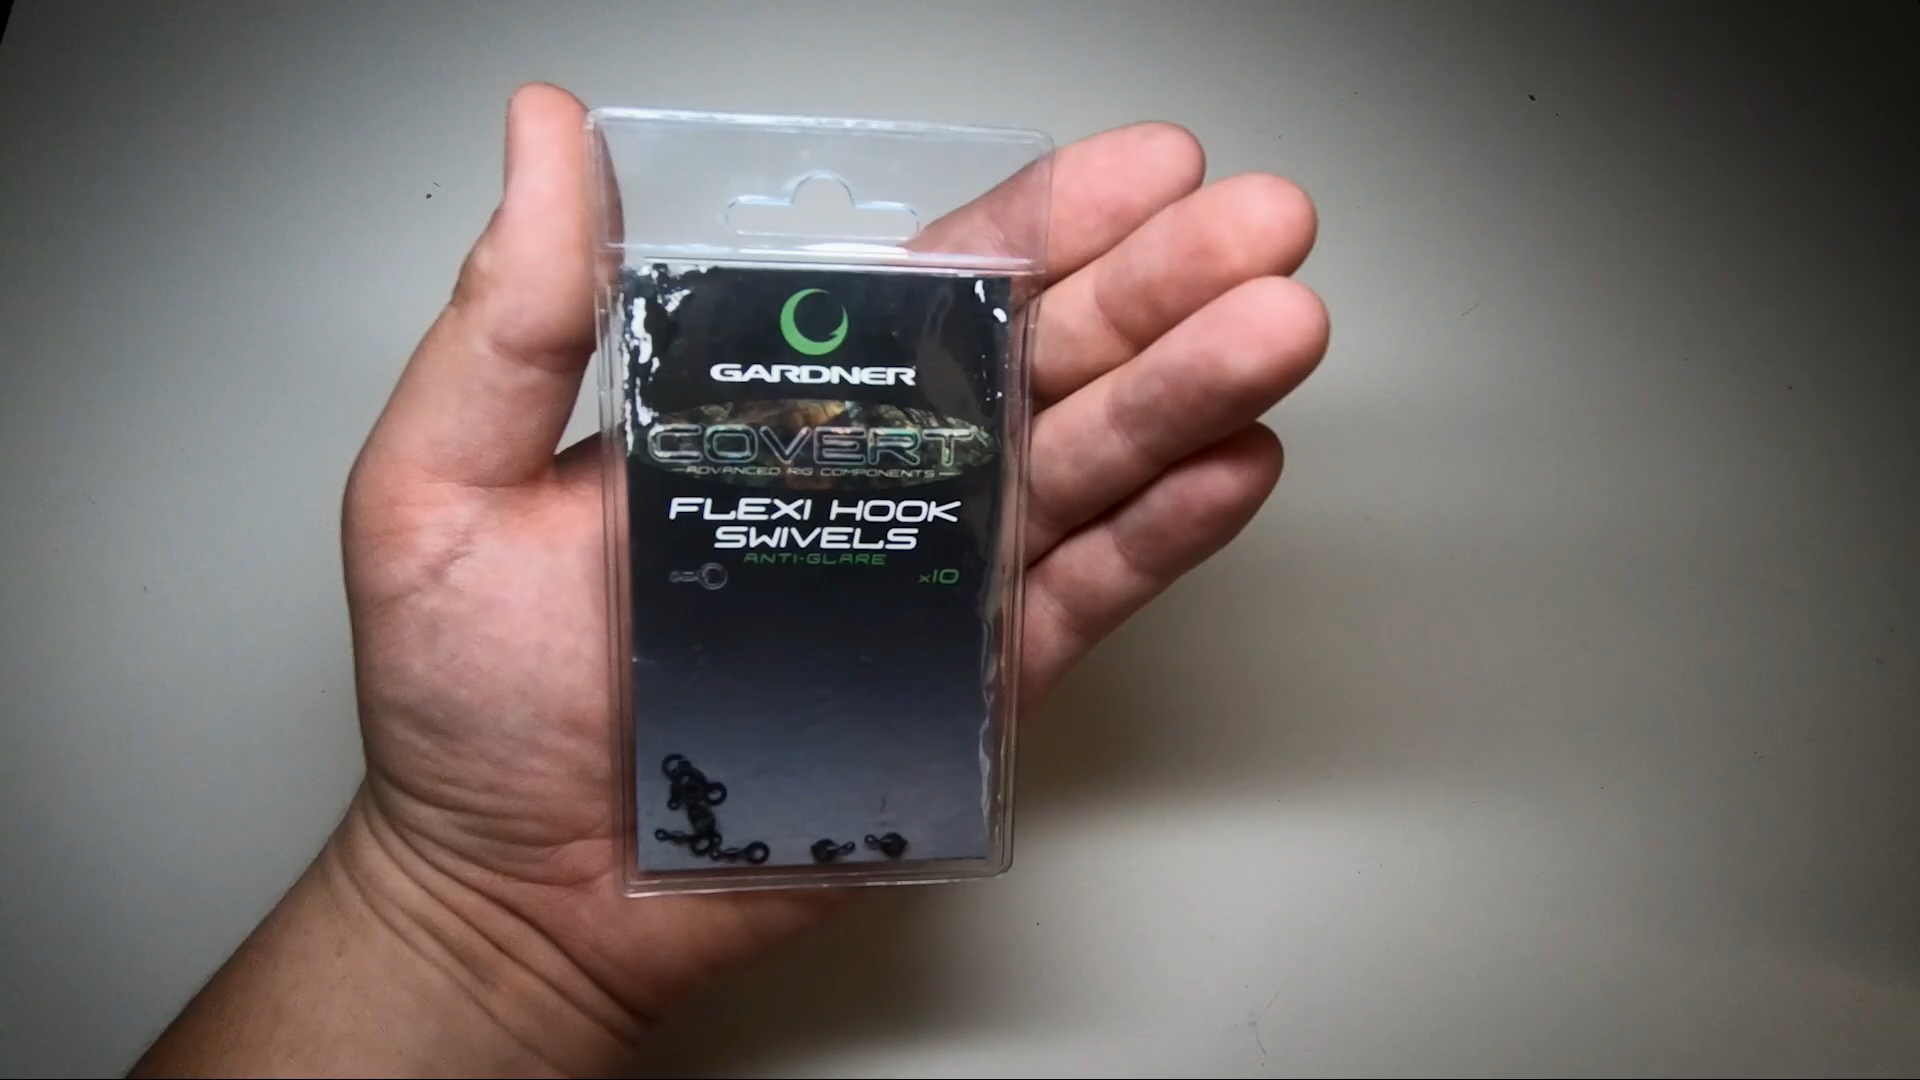 GARDNER
COVERT
ADVANCED RIG COMPONENTS
FLEXI HOOK
SWIVELS
ANTI-GLARE
x10